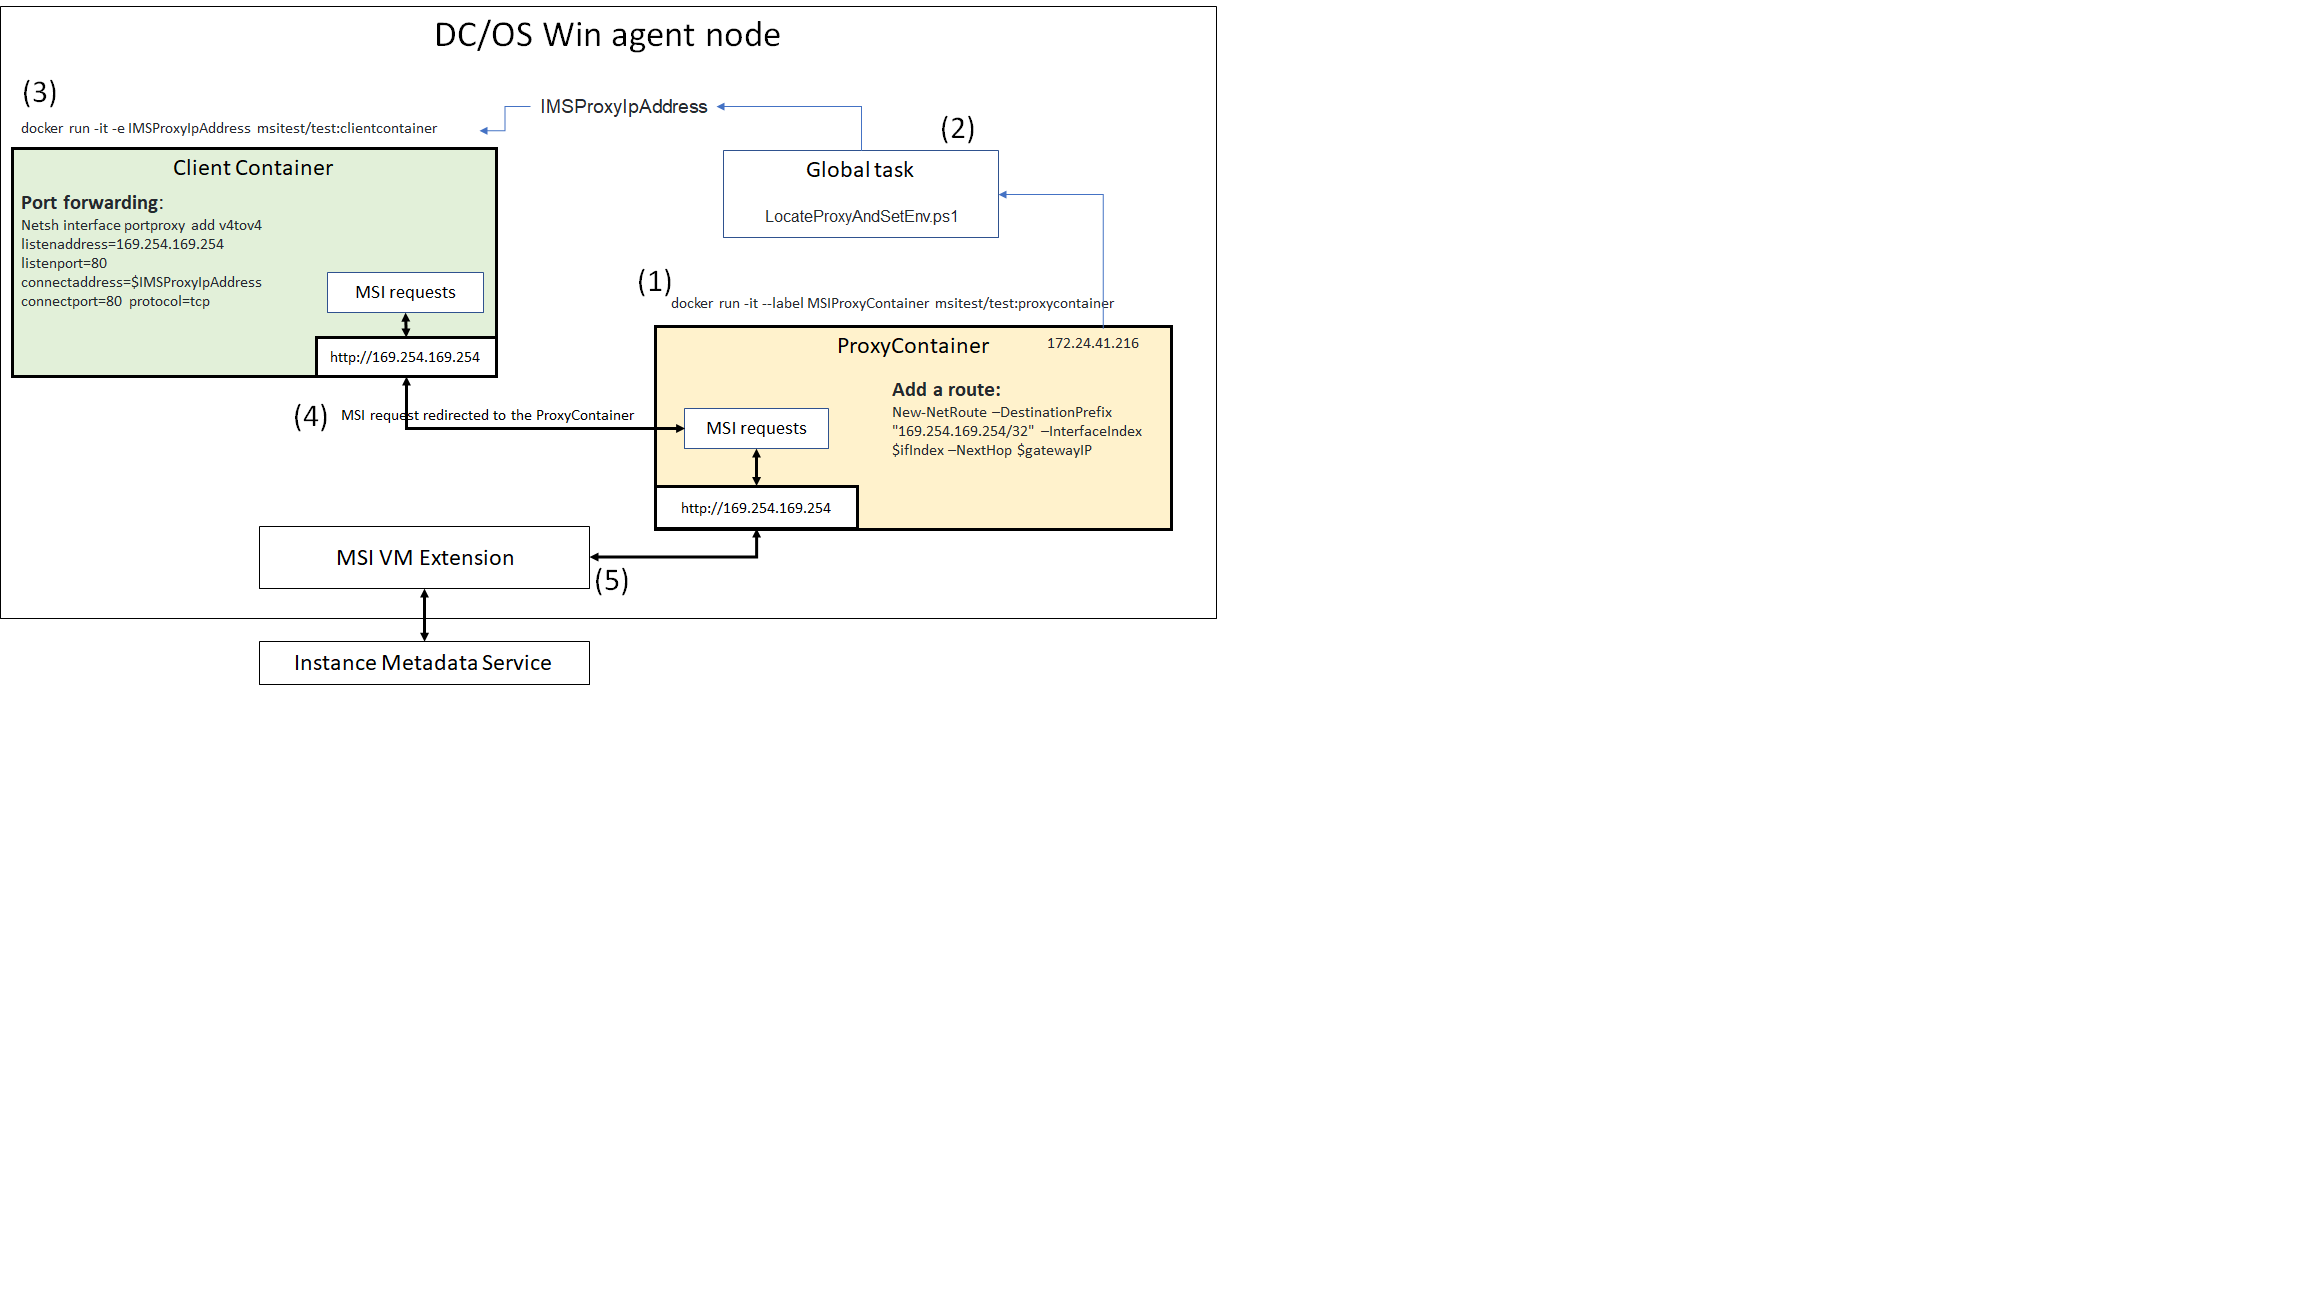 DC/OS Win agent node
(3)
IMSProxyIpAddress
docker run -it -e IMSProxyIpAddress msitest/test:clientcontainer
(2)
Client Container
Port forwarding:
Netsh interface portproxy add v4tov4
listenaddress=169.254.169.254
listenport=80
connectaddress=$IMSProxyIpAddress
connectport=80 protocol=tcp
MSI requests
http://169.254.169.254
Global task
LocateProxyAndSetEnv.ps1
(1)
docker run -it --label MSIProxyContainer msitest/test:proxycontainer
ProxyContainer
172.24.41.216
Add a route:
New-NetRoute –DestinationPrefix
"169.254.169.254/32" –InterfaceIndex
$ifIndex –NextHop $gatewayIP
(4)
MSI request redirected to the ProxyContainer
MSI requests
http://169.254.169.254
MSI VM Extension
(5)
Instance Metadata Service